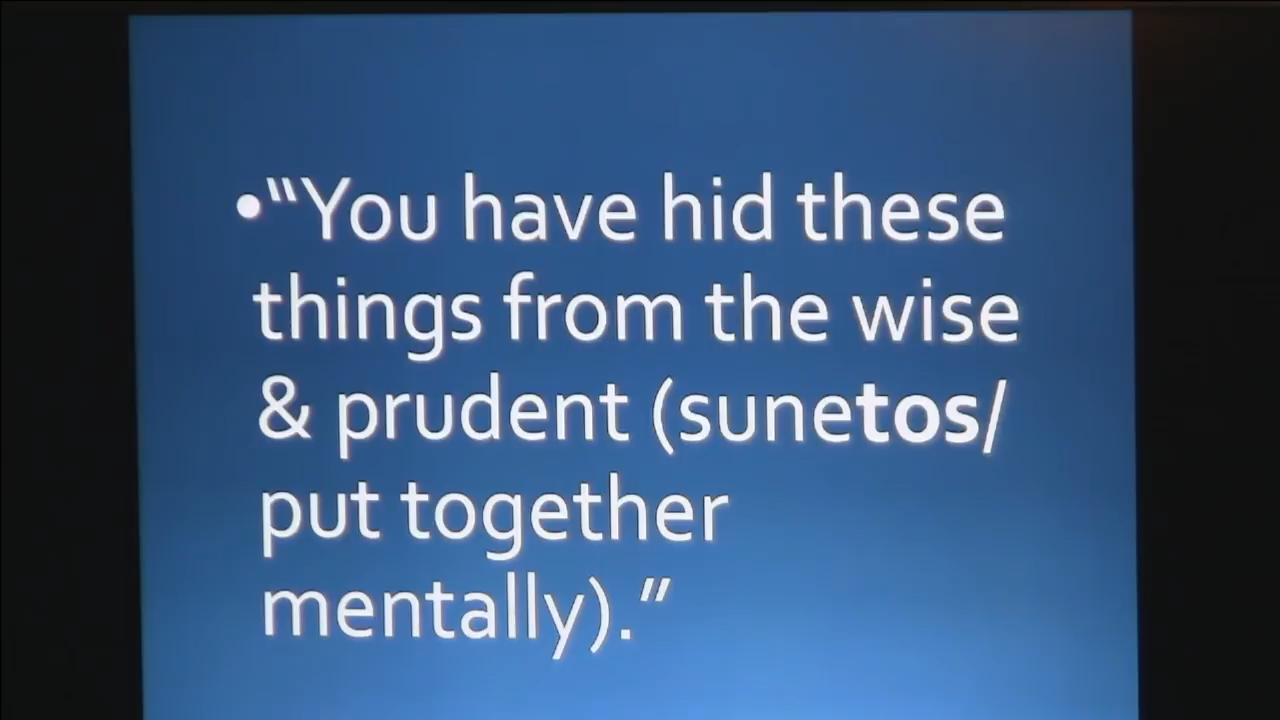 •“You have hid these
things from the wise
& prudent (sunetos/
put together
mentally).”